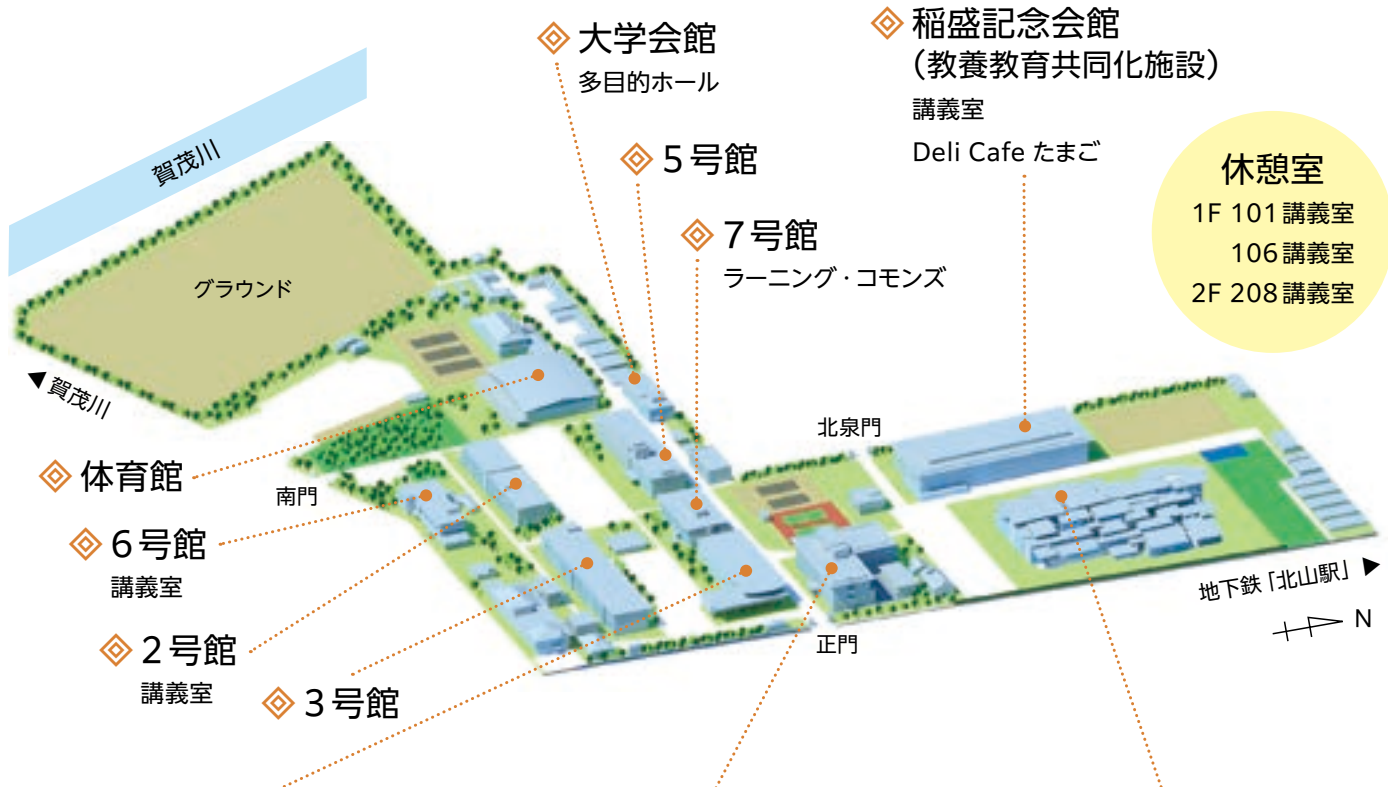 大学会館
多目的ホール
稲盛記念会館
(教養教育共同化施設)
講義室
Deli Cafe たまご
5号館
7号館
ラーニング・コモンズ
休憩室
1F 101講義室
106講義室
2F 208講義室
賀茂川
グラウンド
◀賀茂川
体育館
南門
6号館
講義室
2号館
講義室
3号館
北泉門
正門
地下鉄「北山駅」▶
N